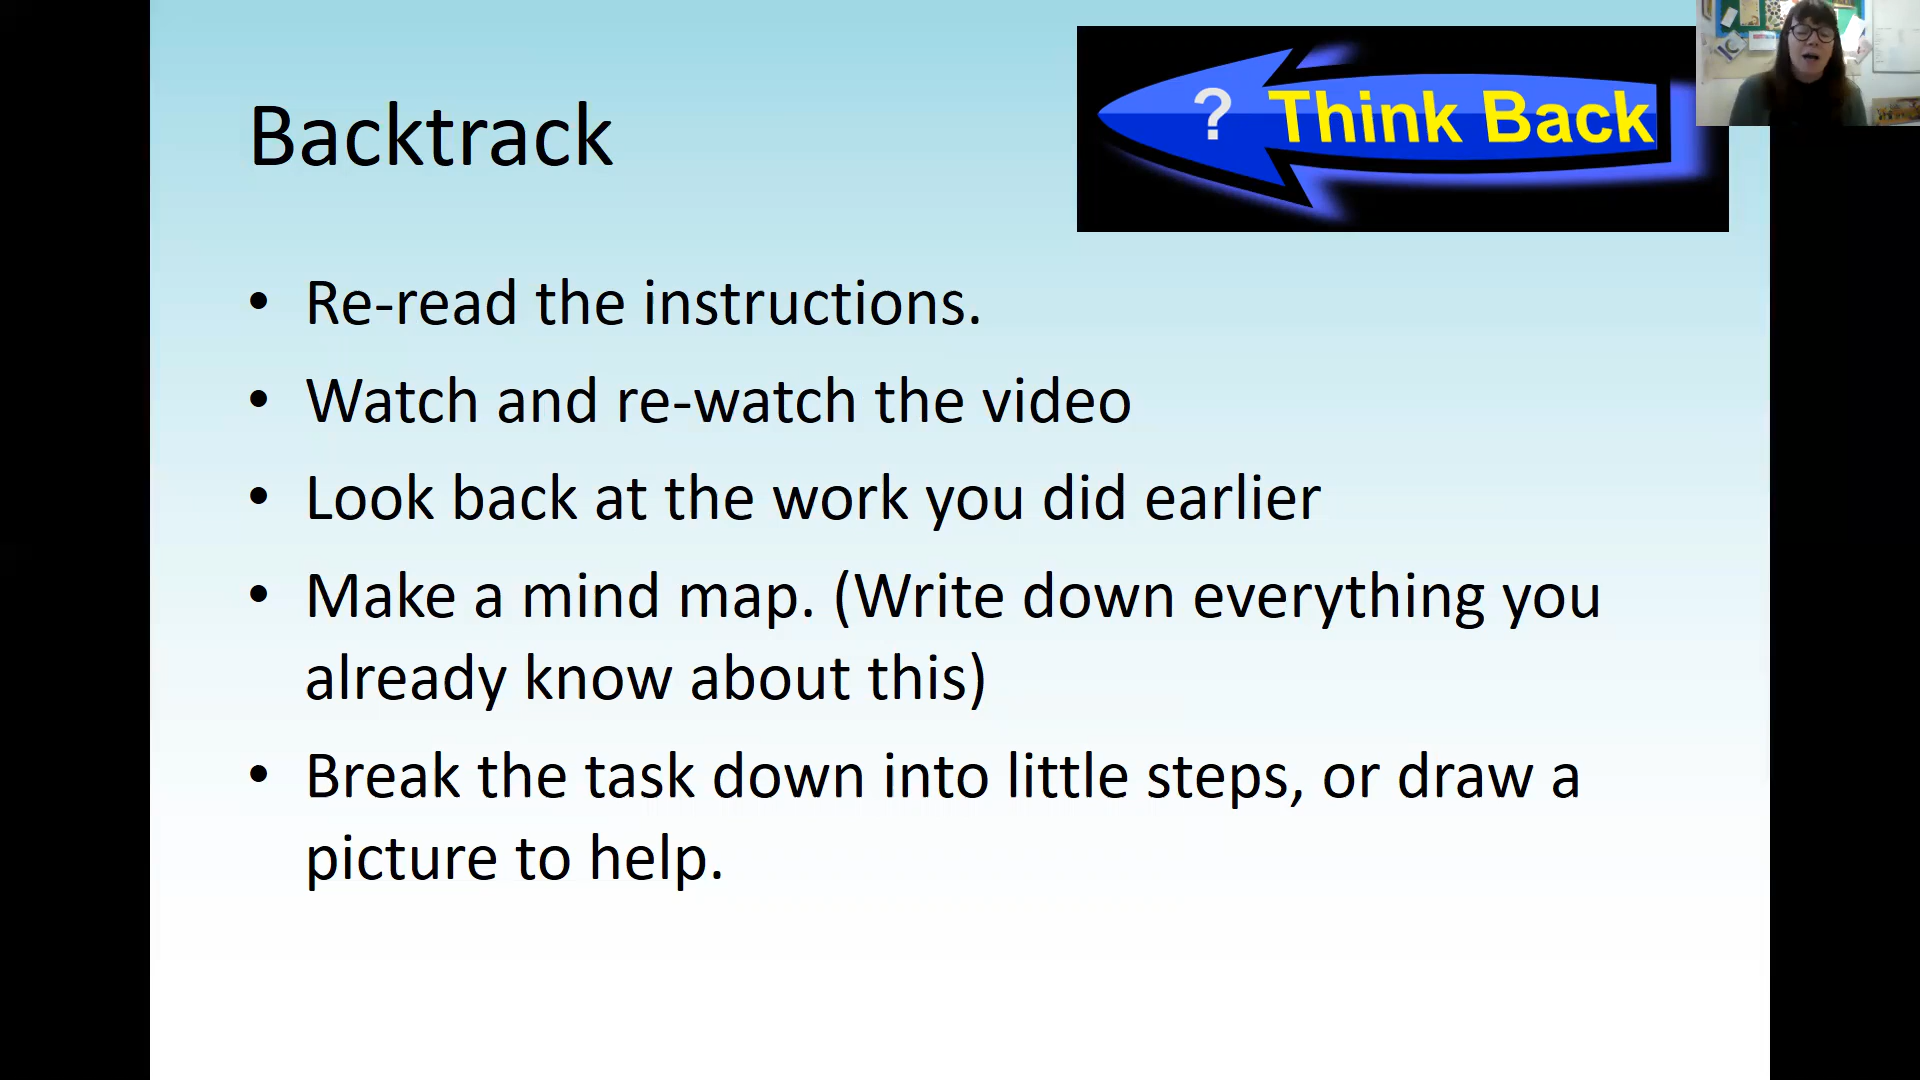 Backtrack
? Think Back
• Re-read the instructions.
• Watch and re-watch the video
• Look back at the work you did earlier
• Make a mind map. (Write down everything you
already know about this)
• Break the task down into little steps, or draw a
picture to help.